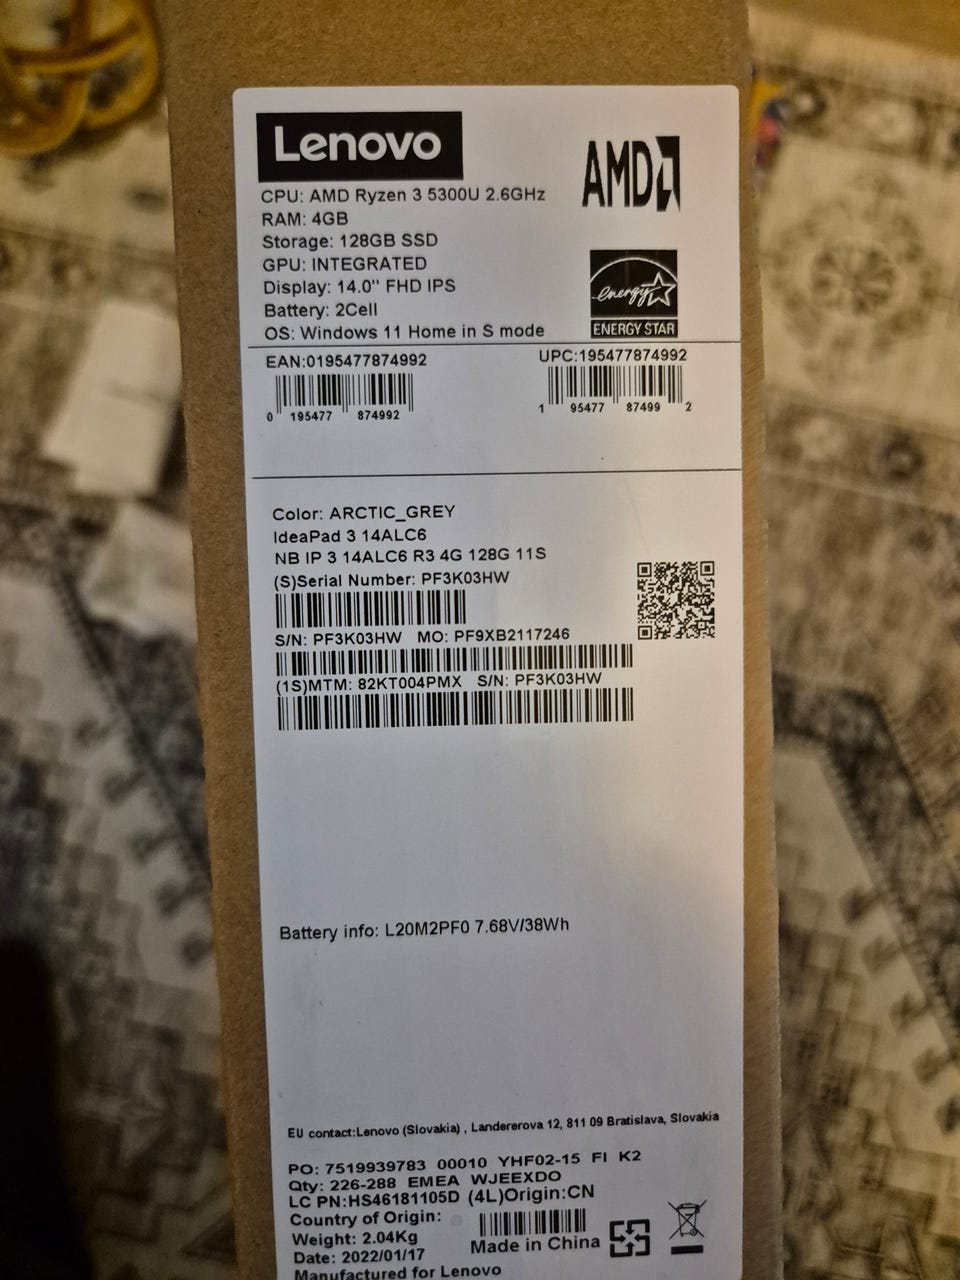 Lenovo
AMD
CPU: AMD Ryzen 3 5300U 2.6GHz
RAM: 4GB
Storage: 128GB SSD
GPU: INTEGRATED
Display: 14.0" FHD IPS
Battery: 2Cell
OS: Windows 11 Home in S mode
energy
ENERGY STAR
EAN:0195477874992
0 195477 874992
UPC:195477874992
1 95477 87499 2
Color: ARCTIC_GREY
IdeaPad 3 14ALC6
NB IP 3 14ALC6 R3 4G 128G 11S
(S)Serial Number: PF3K03HW
S/N: PF3K03HW MO: PF9XB2117246
(1S)MTM: 82KT004PMX S/N: PF3K03HW
Battery info: L20M2PF0 7.68V/38Wh
EU contact:Lenovo (Slovakia) , Landererova 12, 811 09 Bratislava, Slovakia
PO: 7519939783 00010 YHF02-15 FI K2
Qty: 226-288 EMEA WJEEXDO
LC PN:HS46181105D (4L)Origin:CN
Country of Origin:
Weight: 2.04Kg
Made in China
Date: 2022/01/17
Manufactured for Lenovo